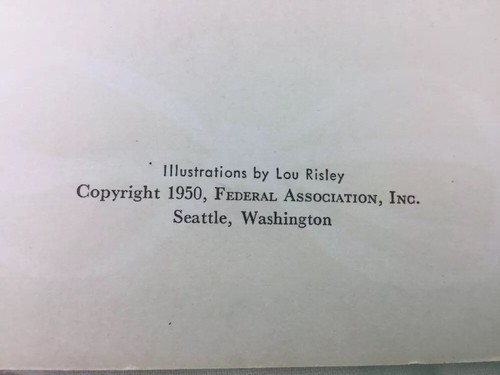 Illustrations by Lou Risley
Copyright 1950, FEDERAL ASSOCIATION, INC.
Seattle, Washington